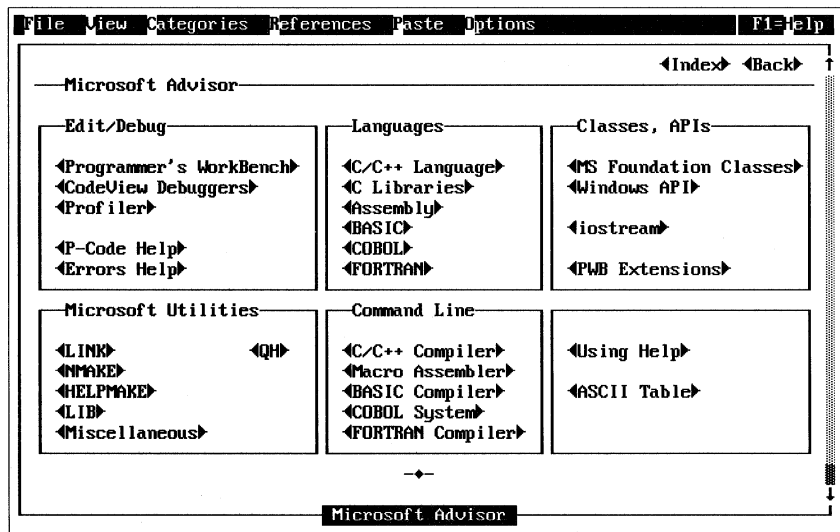 File View Categories References Paste Options F1=Help
Index Back
Microsoft Advisor
Edit/Debug
Programmer's WorkBench
CodeView Debuggers
Profiler
P-Code Help
Errors Help
Languages
C/C++ Language
C Libraries
Assembly
BASIC
COBOL
FORTRAN
Classes, APIs
MS Foundation Classes
Windows API
iostream
PWB Extensions
Microsoft Utilities
LINK QH
NMAKE
HELPMAKE
LIB
Miscellaneous
Command Line
C/C++ Compiler
Macro Assembler
BASIC Compiler
COBOL System
FORTRAN Compiler
Using Help
ASCII Table
Microsoft Advisor